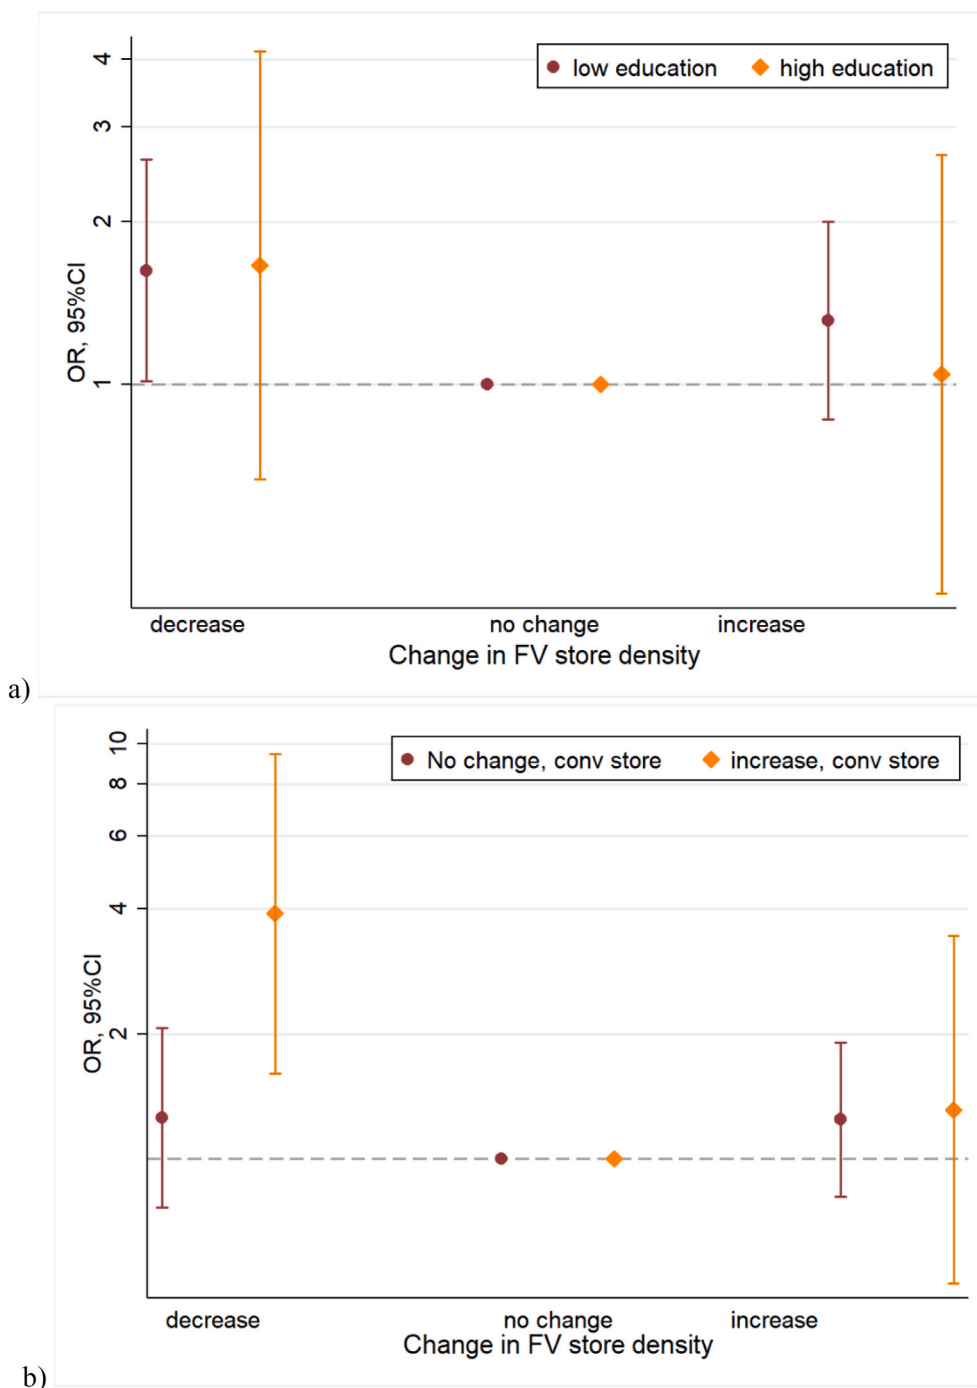 low education high education
4
3
2
1
OR, 95%CI
decrease no change increase
Change in FV store density
a)
No change, conv store increase, conv store
10
8
6
4
2
OR, 95%CI
decrease no change increase
Change in FV store density
b)